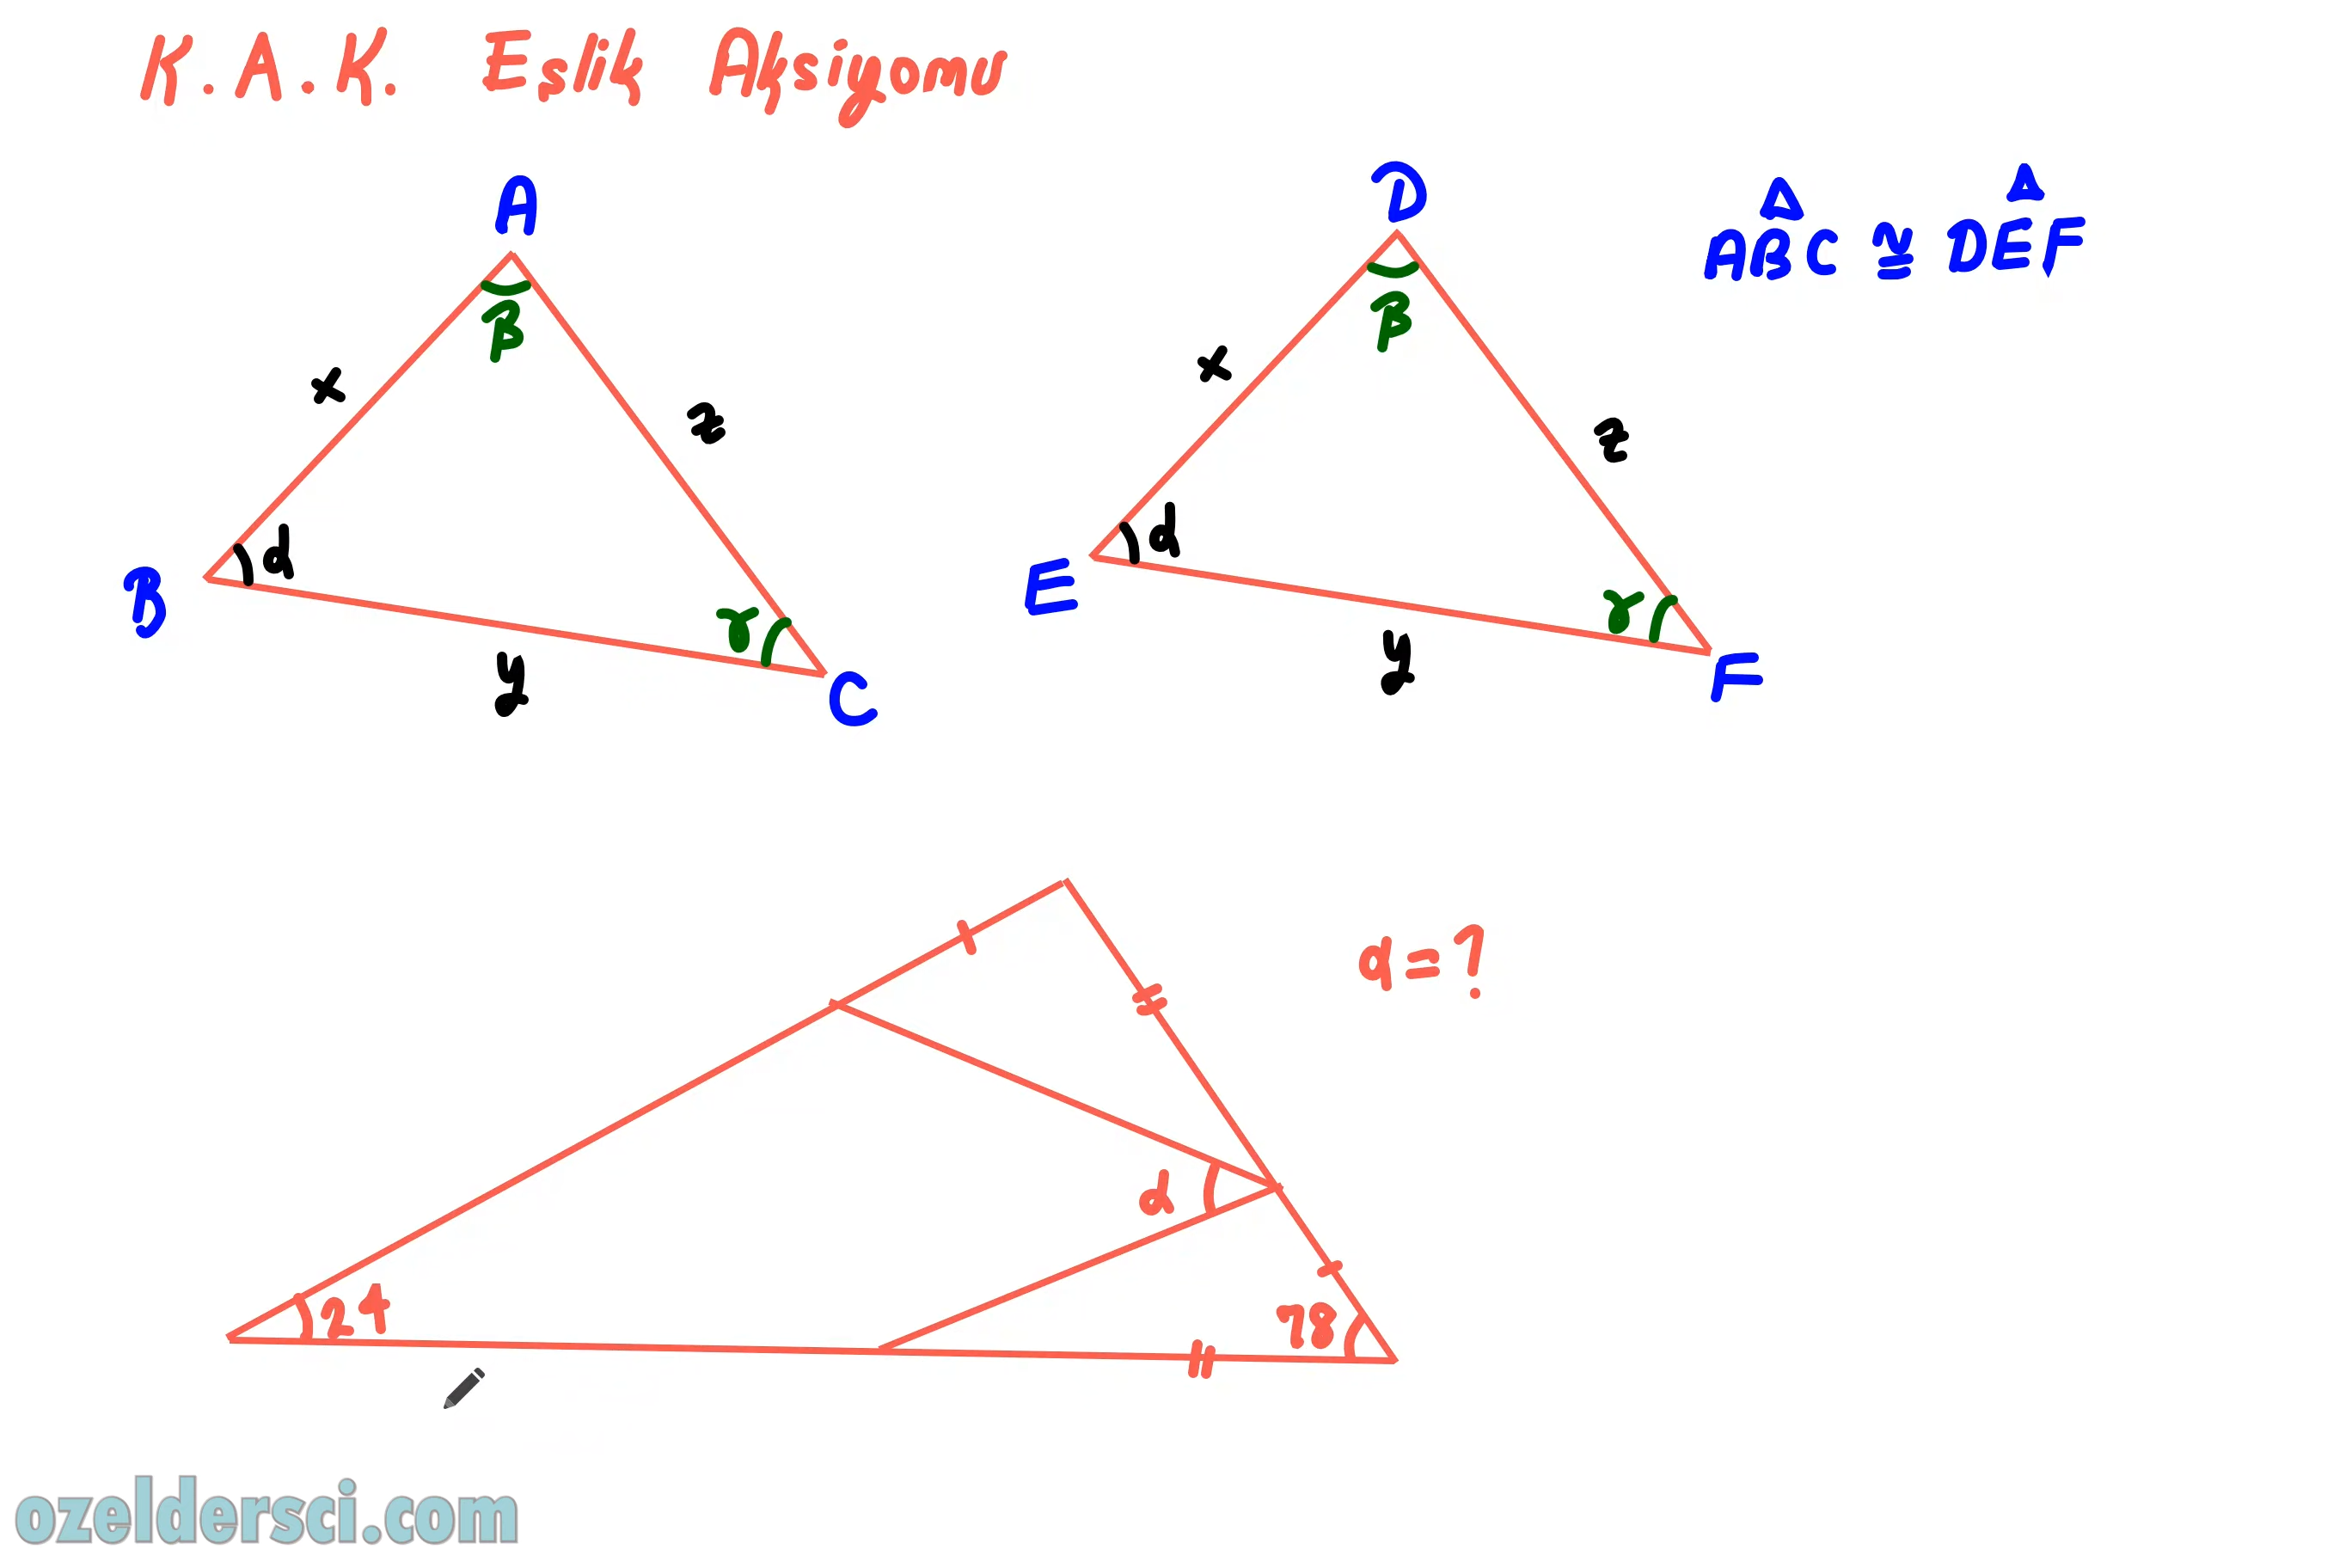 K.A.K. Eşlik Aksiyomu
A
D
ABC ≅ DEF
β
β
x
z
x
z
α
α
B
E
γ
γ
y
C
y
F
α = ?
α
24
78
ozeldersci.com